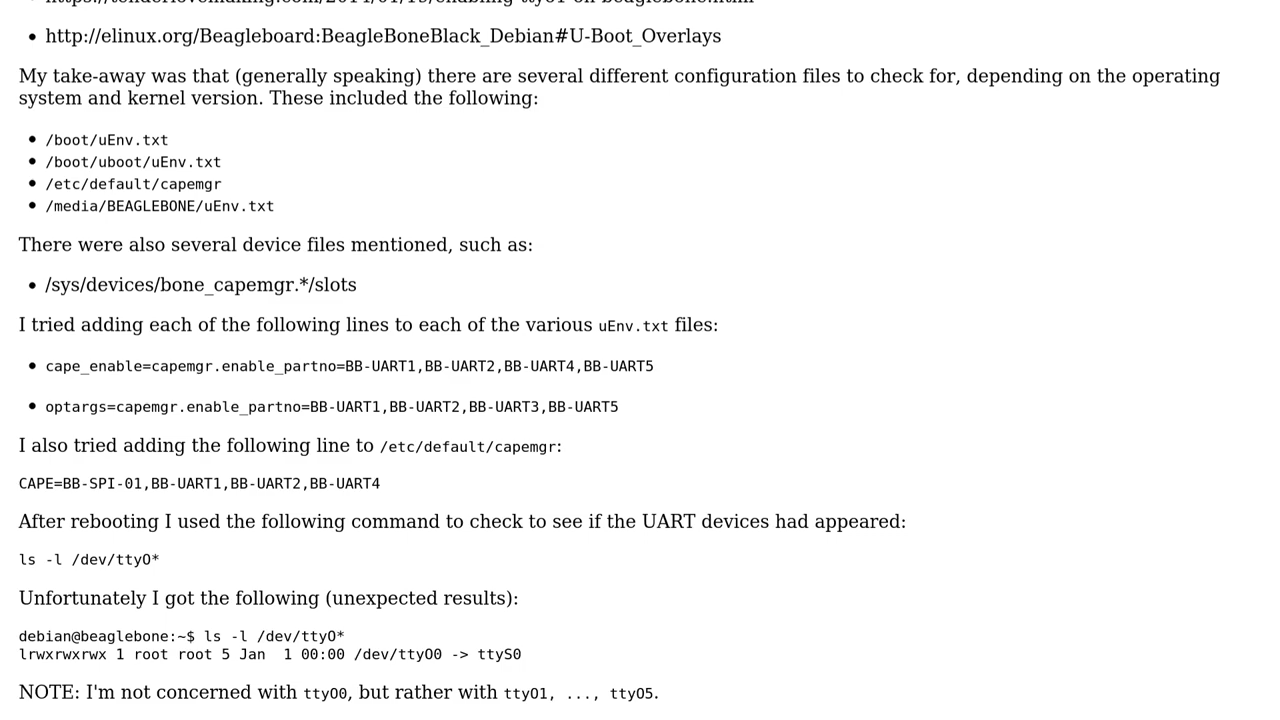 http://elinux.org/Beagleboard:BeagleBoneBlack_Debian#U-Boot_Overlays
My take-away was that (generally speaking) there are several different configuration files to check for, depending on the operating
system and kernel version. These included the following:
/boot/uEnv.txt
/boot/uboot/uEnv.txt
/etc/default/capemgr
/media/BEAGLEBONE/uEnv.txt
There were also several device files mentioned, such as:
/sys/devices/bone_capemgr.*/slots
I tried adding each of the following lines to each of the various uEnv.txt files:
cape_enable=capemgr.enable_partno=BB-UART1,BB-UART2,BB-UART4,BB-UART5
optargs=capemgr.enable_partno=BB-UART1,BB-UART2,BB-UART3,BB-UART5
I also tried adding the following line to /etc/default/capemgr:
CAPE=BB-SPI-01,BB-UART1,BB-UART2,BB-UART4
After rebooting I used the following command to check to see if the UART devices had appeared:
ls -l /dev/ttyO*
Unfortunately I got the following (unexpected results):
debian@beaglebone:~$ ls -l /dev/ttyO*
lrwxrwxrwx 1 root root 5 Jan  1 00:00 /dev/ttyO0 -> ttyS0
NOTE: I'm not concerned with ttyO0, but rather with ttyO1, ..., ttyO5.